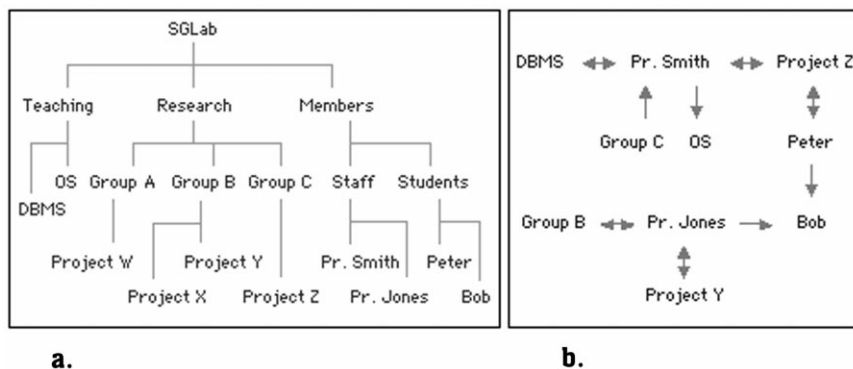 SGLab
Teaching Research Members
OS Group A Group B Group C Staff Students
DBMS
Project W Project Y Pr. Smith Peter
Project X Project Z Pr. Jones Bob
a.
DBMS Pr. Smith Project Z
Group C OS Peter
Group B Pr. Jones Bob
Project Y
b.